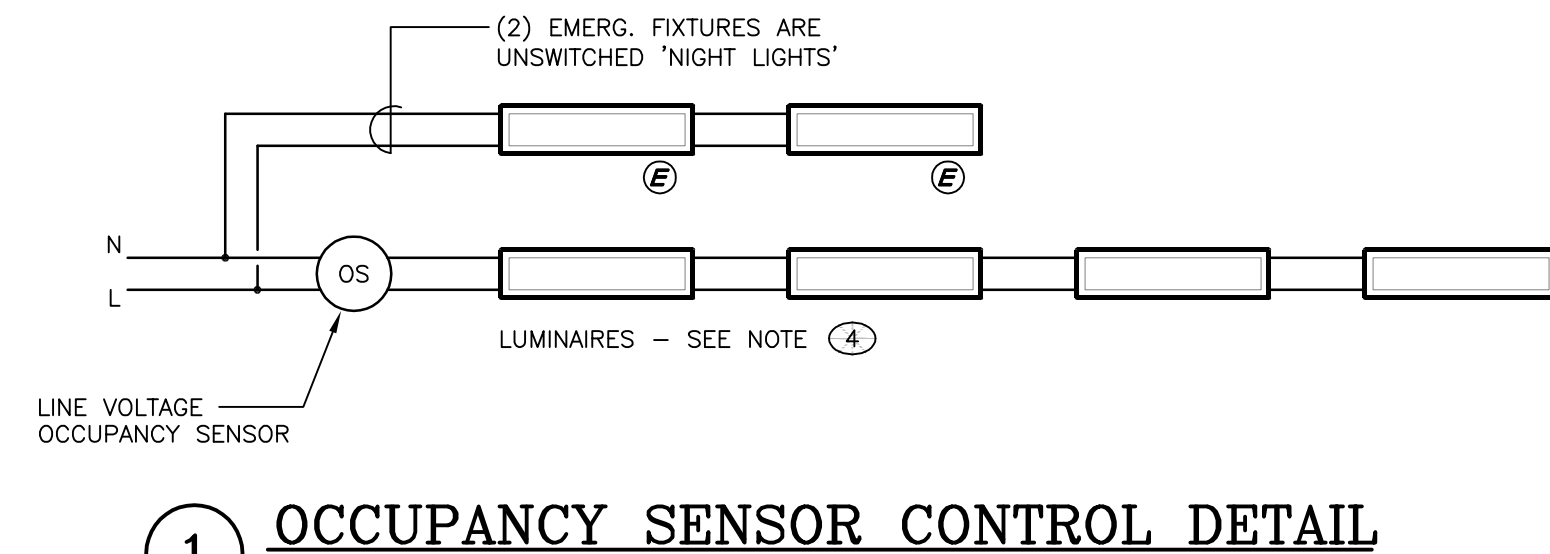 (2) EMERG. FIXTURES ARE
UNSWITCHED 'NIGHT LIGHTS'
E
E
N
OS
L
LUMINAIRES – SEE NOTE 4
LINE VOLTAGE
OCCUPANCY SENSOR
1
OCCUPANCY SENSOR CONTROL DETAIL